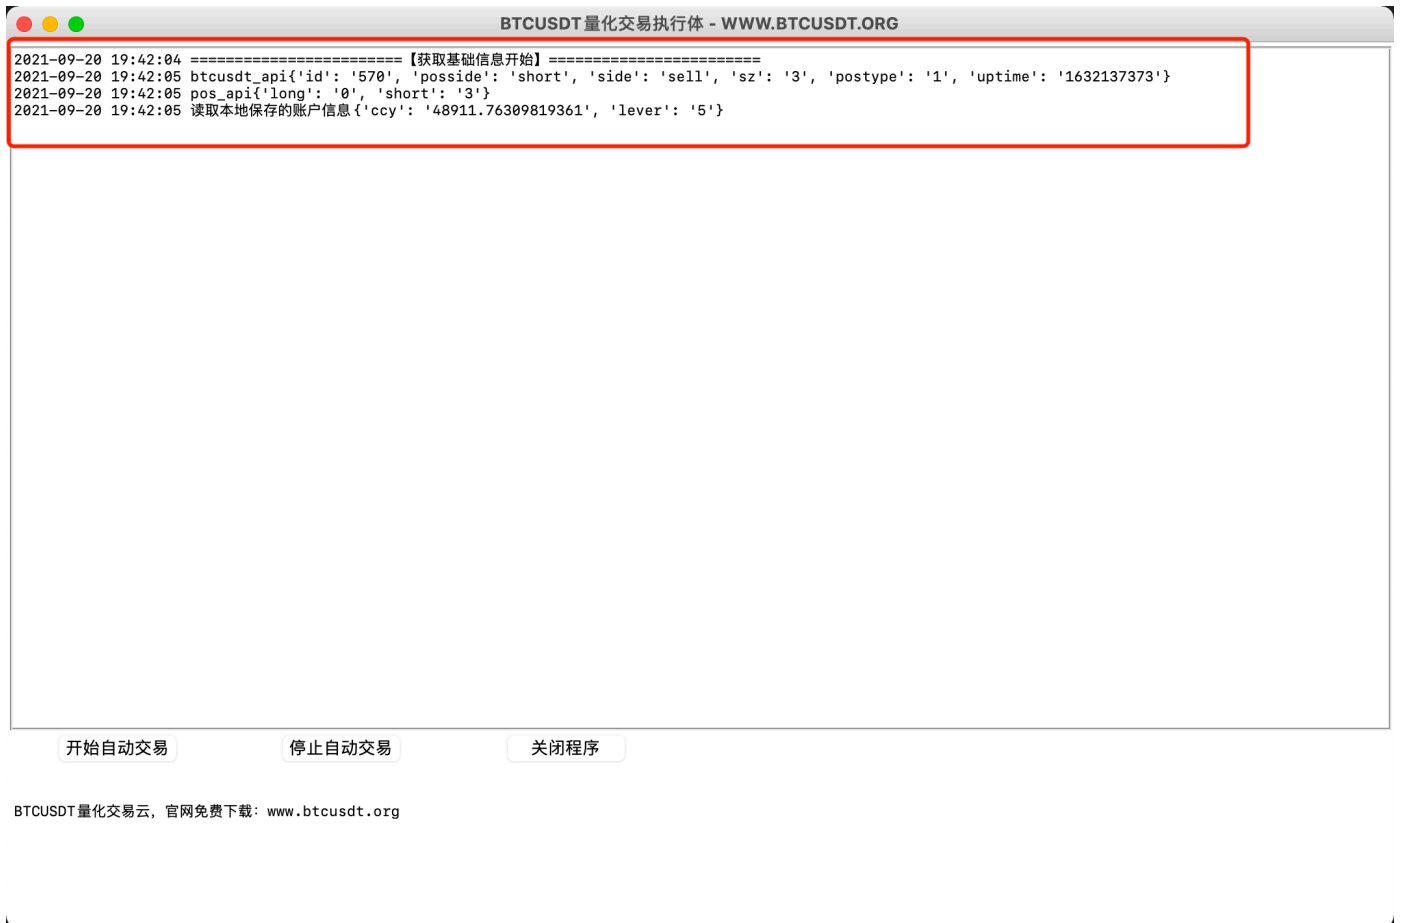 BTCUSDT量化交易执行体 - WWW.BTCUSDT.ORG
2021-09-20 19:42:04 ========================【获取基础信息开始】========================
2021-09-20 19:42:05 btcusdt_api{'id': '570', 'posside': 'short', 'side': 'sell', 'sz': '3', 'postype': '1', 'uptime': '1632137373'}
2021-09-20 19:42:05 pos_api{'long': '0', 'short': '3'}
2021-09-20 19:42:05 读取本地保存的账户信息{'ccy': '48911.76309819361', 'lever': '5'}
开始自动交易 停止自动交易 关闭程序
BTCUSDT量化交易云，官网免费下载：www.btcusdt.org